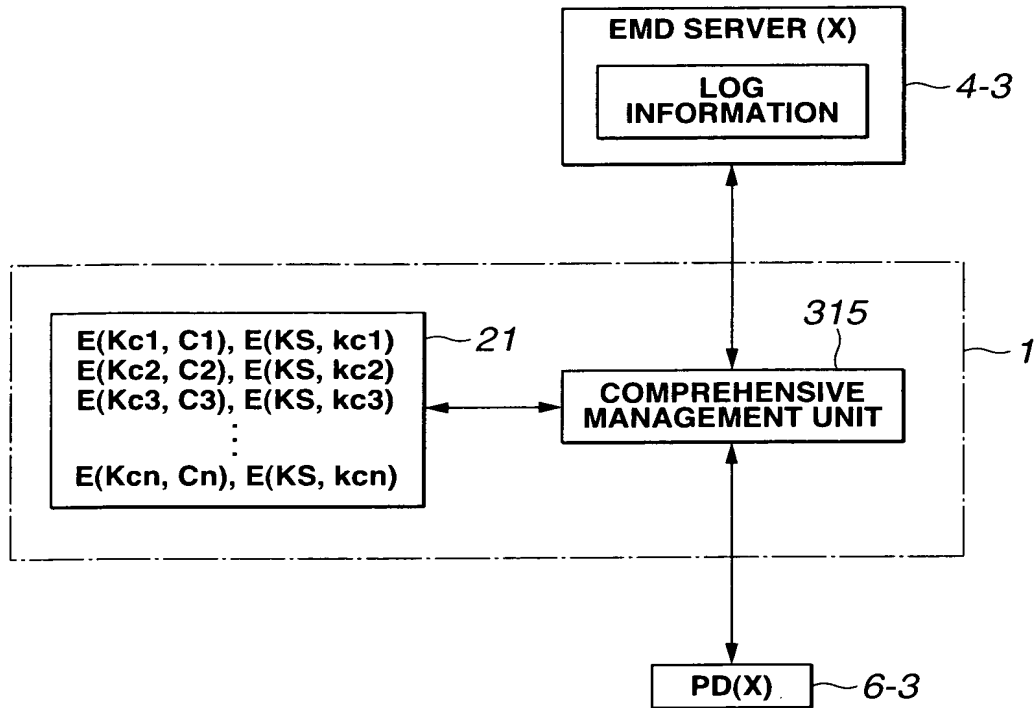 EMD SERVER (X)
LOG
INFORMATION
4-3
315
1
E(Kc1, C1), E(KS, kc1)
E(Kc2, C2), E(KS, kc2)
E(Kc3, C3), E(KS, kc3)
E(Kcn, Cn), E(KS, kcn)
21
COMPREHENSIVE
MANAGEMENT UNIT
PD(X)
6-3